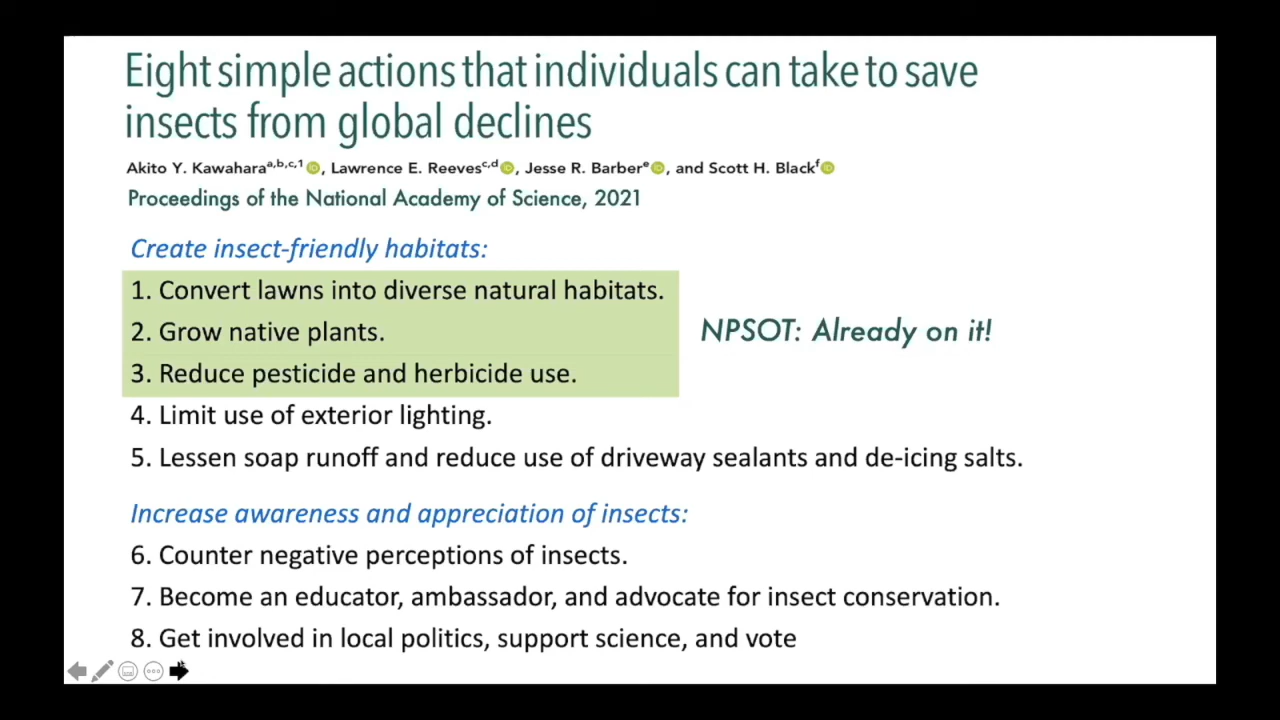 Eight simple actions that individuals can take to save
insects from global declines
Akito Y. Kawahara^a,b,c,1, Lawrence E. Reeves^c,d, Jesse R. Barber^e, and Scott H. Black^f
Proceedings of the National Academy of Science, 2021
Create insect-friendly habitats:
1. Convert lawns into diverse natural habitats.
2. Grow native plants.
3. Reduce pesticide and herbicide use.
NPSOT: Already on it!
4. Limit use of exterior lighting.
5. Lessen soap runoff and reduce use of driveway sealants and de-icing salts.
Increase awareness and appreciation of insects:
6. Counter negative perceptions of insects.
7. Become an educator, ambassador, and advocate for insect conservation.
8. Get involved in local politics, support science, and vote